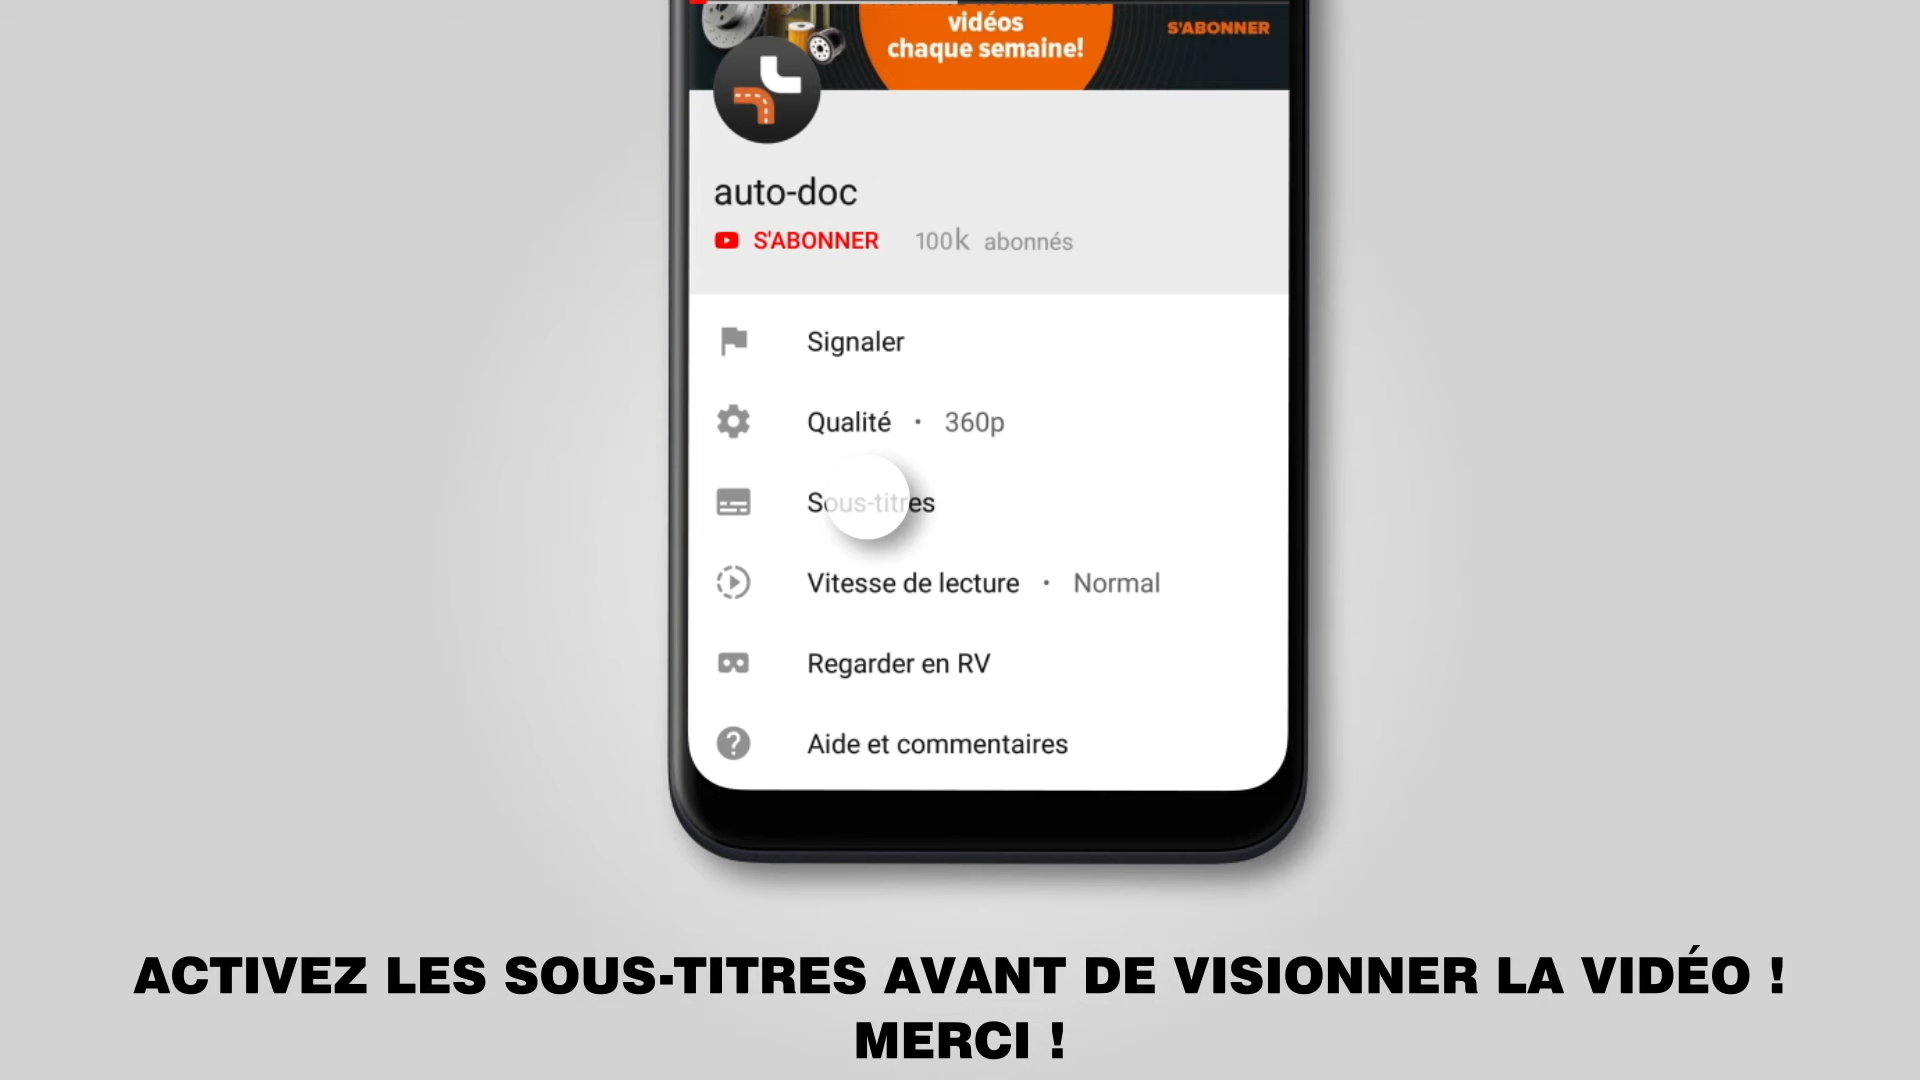 vidéos
chaque semaine!
S'ABONNER
auto-doc
S'ABONNER 100k abonnés
Signaler
Qualité • 360p
Sous-titres
Vitesse de lecture • Normal
Regarder en RV
Aide et commentaires
ACTIVEZ LES SOUS-TITRES AVANT DE VISIONNER LA VIDÉO !
MERCI !